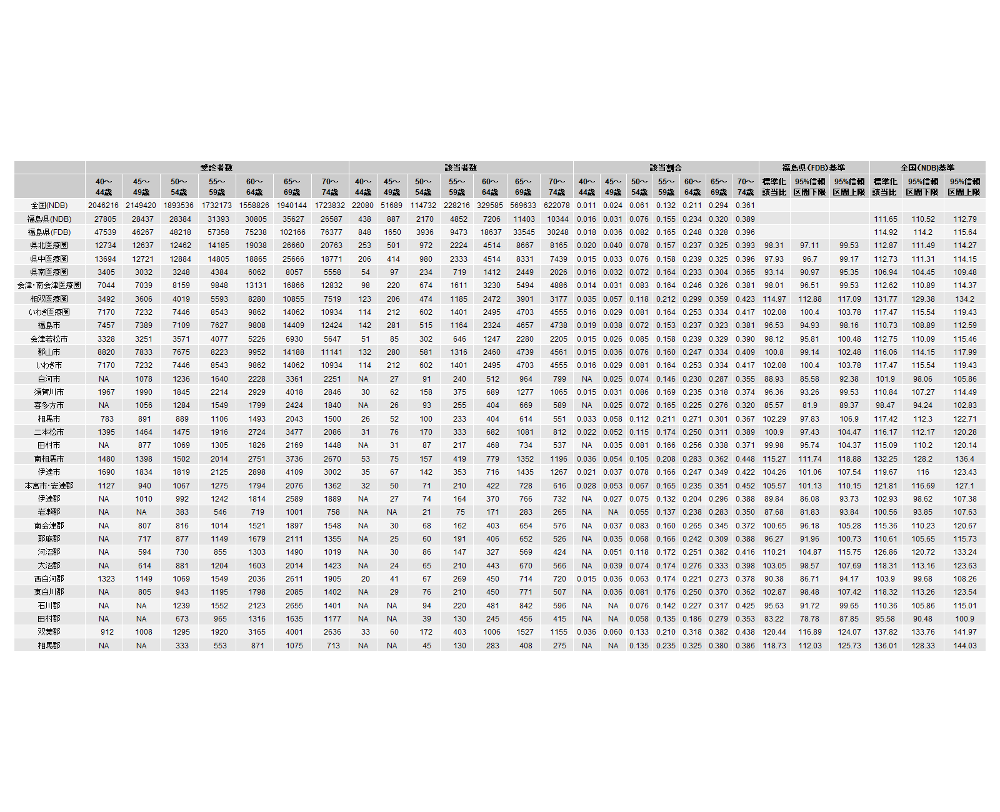 受診者数 該当者数 該当割合 福島県(FDB)基準 全国(NDB)基準
40～ 45～ 50～ 55～ 60～ 65～ 70～ 40～ 45～ 50～ 55～ 60～ 65～ 70～ 40～ 45～ 50～ 55～ 60～ 65～ 70～ 標準化 95%信頼 95%信頼 標準化 95%信頼 95%信頼
44歳 49歳 54歳 59歳 64歳 69歳 74歳 44歳 49歳 54歳 59歳 64歳 69歳 74歳 44歳 49歳 54歳 59歳 64歳 69歳 74歳 該当比 区間下限 区間上限 該当比 区間下限 区間上限
全国(NDB) 2046216 2149420 1893536 1732173 1558826 1940144 1723832 22080 51689 114732 228216 329585 569633 622078 0.011 0.024 0.061 0.132 0.211 0.294 0.361
福島県(NDB) 27805 28437 28384 31393 30805 35627 26587 438 887 2170 4852 7206 11403 10344 0.016 0.031 0.076 0.155 0.234 0.320 0.389 111.65 110.52 112.79
福島県(FDB) 47539 46267 48218 57358 75238 102166 76377 848 1650 3936 9473 18637 33545 30248 0.018 0.036 0.082 0.165 0.248 0.328 0.396 114.92 114.2 115.64
県北医療圏 12734 12637 12462 14185 19038 26660 20763 253 501 972 2224 4514 8667 8165 0.020 0.040 0.078 0.157 0.237 0.325 0.393 98.31 97.11 99.53 112.87 111.49 114.27
県中医療圏 13694 12721 12884 14805 18865 25666 18771 206 414 980 2333 4514 8331 7439 0.015 0.033 0.076 0.158 0.239 0.325 0.396 97.93 96.7 99.17 112.73 111.31 114.15
県南医療圏 3405 3032 3248 4384 6062 8057 5558 54 97 234 719 1412 2449 2026 0.016 0.032 0.072 0.164 0.233 0.304 0.365 93.14 90.97 95.35 106.94 104.45 109.48
会津・南会津医療圏 7044 7039 8159 9848 13131 16866 12832 98 220 674 1611 3230 5494 4886 0.014 0.031 0.083 0.164 0.246 0.326 0.381 98.01 96.51 99.53 112.62 110.89 114.37
相双医療圏 3492 3606 4019 5593 8280 10855 7519 123 206 474 1185 2472 3901 3177 0.035 0.057 0.118 0.212 0.299 0.359 0.423 114.97 112.88 117.09 131.77 129.38 134.2
いわき医療圏 7170 7232 7446 8543 9862 14062 10934 114 212 602 1401 2495 4703 4555 0.016 0.029 0.081 0.164 0.253 0.334 0.417 102.08 100.4 103.78 117.47 115.54 119.43
福島市 7457 7389 7109 7627 9808 14409 12424 142 281 515 1164 2324 4657 4738 0.019 0.038 0.072 0.153 0.237 0.323 0.381 96.53 94.93 98.16 110.73 108.89 112.59
会津若松市 3328 3251 3571 4077 5226 6930 5647 51 85 302 646 1247 2280 2205 0.015 0.026 0.085 0.158 0.239 0.329 0.390 98.12 95.81 100.48 112.75 110.09 115.46
郡山市 8820 7833 7675 8223 9952 14188 11141 132 280 581 1316 2460 4739 4561 0.015 0.036 0.076 0.160 0.247 0.334 0.409 100.8 99.14 102.48 116.06 114.15 117.99
いわき市 7170 7232 7446 8543 9862 14062 10934 114 212 602 1401 2495 4703 4555 0.016 0.029 0.081 0.164 0.253 0.334 0.417 102.08 100.4 103.78 117.47 115.54 119.43
白河市 NA 1078 1236 1640 2228 3361 2251 NA 27 91 240 512 964 799 NA 0.025 0.074 0.146 0.230 0.287 0.355 88.93 85.58 92.38 101.9 98.06 105.86
須賀川市 1967 1990 1845 2214 2929 4018 2846 30 62 158 375 689 1277 1065 0.015 0.031 0.086 0.169 0.235 0.318 0.374 96.36 93.26 99.53 110.84 107.27 114.49
喜多方市 NA 1056 1284 1549 1799 2424 1840 NA 26 93 255 404 669 589 NA 0.025 0.072 0.165 0.225 0.276 0.320 85.57 81.9 89.37 98.47 94.24 102.83
相馬市 783 891 889 1106 1493 2043 1500 26 52 100 233 404 614 551 0.033 0.058 0.112 0.211 0.271 0.301 0.367 102.29 97.83 106.9 117.42 112.3 122.71
二本松市 1395 1464 1475 1916 2724 3477 2086 31 76 170 333 682 1081 812 0.022 0.052 0.115 0.174 0.250 0.311 0.389 100.9 97.43 104.47 116.17 112.17 120.28
田村市 NA 877 1069 1305 1826 2169 1448 NA 31 87 217 468 734 537 NA 0.035 0.081 0.166 0.256 0.338 0.371 99.98 95.74 104.37 115.09 110.2 120.14
南相馬市 1480 1398 1502 2014 2751 3736 2670 53 75 157 419 779 1352 1196 0.036 0.054 0.105 0.208 0.283 0.362 0.448 115.27 111.74 118.88 132.25 128.2 136.4
伊達市 1690 1834 1819 2125 2898 4109 3002 35 67 142 353 716 1435 1267 0.021 0.037 0.078 0.166 0.247 0.349 0.422 104.26 101.06 107.54 119.67 116 123.43
本宮市・安達郡 1127 940 1067 1275 1794 2076 1362 32 50 71 210 422 728 616 0.028 0.053 0.067 0.165 0.235 0.351 0.452 105.57 101.13 110.15 121.81 116.69 127.1
伊達郡 NA 1010 992 1242 1814 2589 1889 NA 27 74 164 370 766 732 NA 0.027 0.075 0.132 0.204 0.296 0.388 89.84 86.08 93.73 102.93 98.62 107.38
岩瀬郡 NA NA 383 546 719 1001 758 NA NA 21 75 171 283 265 NA NA 0.055 0.137 0.238 0.283 0.350 87.68 81.83 93.84 100.56 93.85 107.63
南会津郡 NA 807 816 1014 1521 1897 1548 NA 30 68 162 403 654 576 NA 0.037 0.083 0.160 0.265 0.345 0.372 100.65 96.18 105.28 115.36 110.23 120.67
耶麻郡 NA 717 877 1149 1679 2111 1355 NA 25 60 191 406 652 526 NA 0.035 0.068 0.166 0.242 0.309 0.388 96.27 91.96 100.73 110.61 105.65 115.73
河沼郡 NA 594 730 855 1303 1490 1019 NA 30 86 147 327 569 424 NA 0.051 0.118 0.172 0.251 0.382 0.416 110.21 104.87 115.75 126.86 120.72 133.24
大沼郡 NA 614 881 1204 1603 2014 1423 NA 24 65 210 443 670 566 NA 0.039 0.074 0.174 0.276 0.333 0.398 103.05 98.57 107.69 118.31 113.16 123.63
西白河郡 1323 1149 1069 1549 2036 2611 1905 20 41 67 269 450 714 720 0.015 0.036 0.063 0.174 0.221 0.273 0.378 90.38 86.71 94.17 103.9 99.68 108.26
東白川郡 NA 805 943 1195 1798 2085 1402 NA 29 76 210 450 771 507 NA 0.036 0.081 0.176 0.250 0.370 0.362 102.87 98.48 107.42 118.32 113.26 123.54
石川郡 NA NA 1239 1552 2123 2655 1401 NA NA 94 220 481 842 596 NA NA 0.076 0.142 0.227 0.317 0.425 95.63 91.72 99.65 110.36 105.86 115.01
田村郡 NA NA 673 965 1316 1635 1177 NA NA 39 130 245 456 415 NA NA 0.058 0.135 0.186 0.279 0.353 83.22 78.78 87.85 95.58 90.48 100.9
双葉郡 912 1008 1295 1920 3165 4001 2636 33 60 172 403 1006 1527 1155 0.036 0.060 0.133 0.210 0.318 0.382 0.438 120.44 116.89 124.07 137.82 133.76 141.97
相馬郡 NA NA 333 553 871 1075 713 NA NA 45 130 283 408 275 NA NA 0.135 0.235 0.325 0.380 0.386 118.73 112.03 125.73 136.01 128.33 144.03